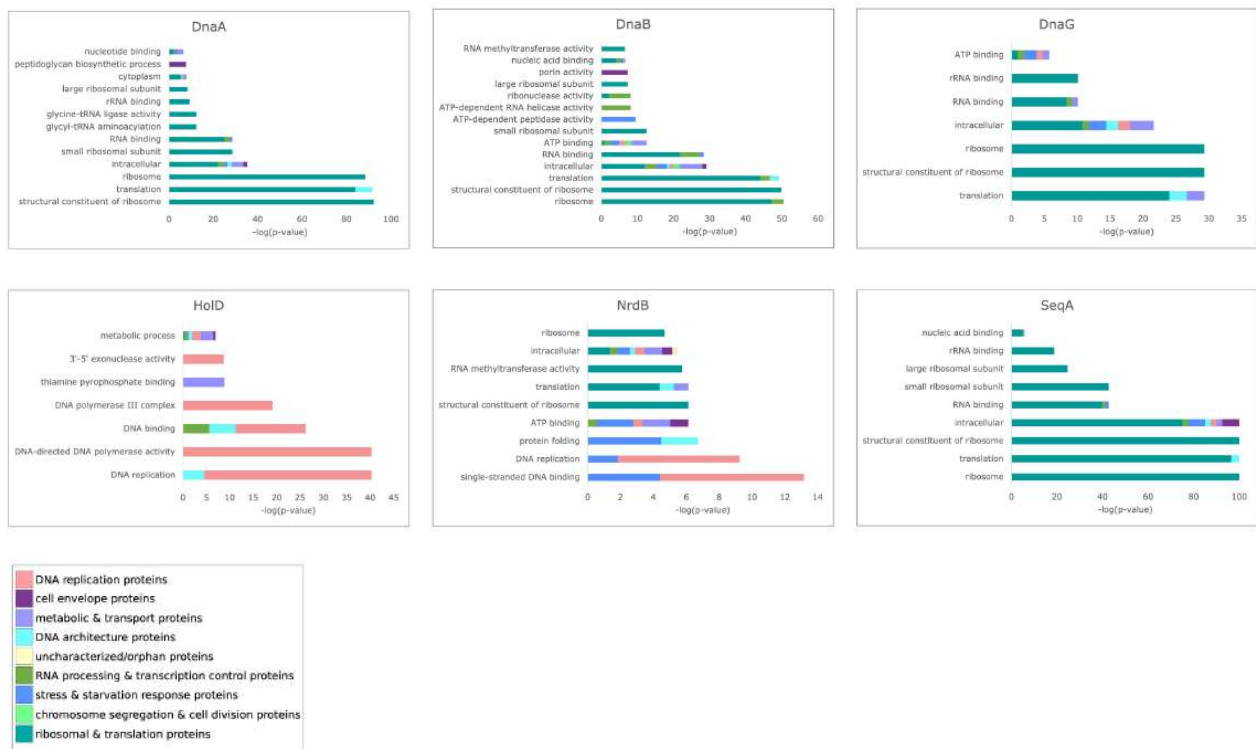 DnaA
nucleotide binding
peptidoglycan biosynthetic process
cytoplasm
large ribosomal subunit
rRNA binding
glycine-tRNA ligase activity
glycyl-tRNA aminoacylation
RNA binding
small ribosomal subunit
intracellular
ribosome
translation
structural constituent of ribosome
0 20 40 60 80 100
-log(p-value)
DnaB
RNA methyltransferase activity
nucleic acid binding
porin activity
large ribosomal subunit
ribonuclease activity
ATP-dependent RNA helicase activity
ATP-dependent peptidase activity
small ribosomal subunit
ATP binding
RNA binding
intracellular
translation
structural constituent of ribosome
ribosome
0 10 20 30 40 50 60
-log(p-value)
DnaG
ATP binding
rRNA binding
RNA binding
intracellular
ribosome
structural constituent of ribosome
translation
0 5 10 15 20 25 30 35
-log(p-value)
HolD
metabolic process
3'-5' exonuclease activity
thiamine pyrophosphate binding
DNA polymerase III complex
DNA binding
DNA-directed DNA polymerase activity
DNA replication
0 5 10 15 20 25 30 35 40 45
-log(p-value)
NrdB
ribosome
intracellular
RNA methyltransferase activity
translation
structural constituent of ribosome
ATP binding
protein folding
DNA replication
single-stranded DNA binding
0 2 4 6 8 10 12 14
-log(p-value)
SeqA
nucleic acid binding
rRNA binding
large ribosomal subunit
small ribosomal subunit
RNA binding
intracellular
structural constituent of ribosome
translation
ribosome
0 20 40 60 80 100
-log(p-value)
DNA replication proteins
cell envelope proteins
metabolic & transport proteins
DNA architecture proteins
uncharacterized/orphan proteins
RNA processing & transcription control proteins
stress & starvation response proteins
chromosome segregation & cell division proteins
ribosomal & translation proteins